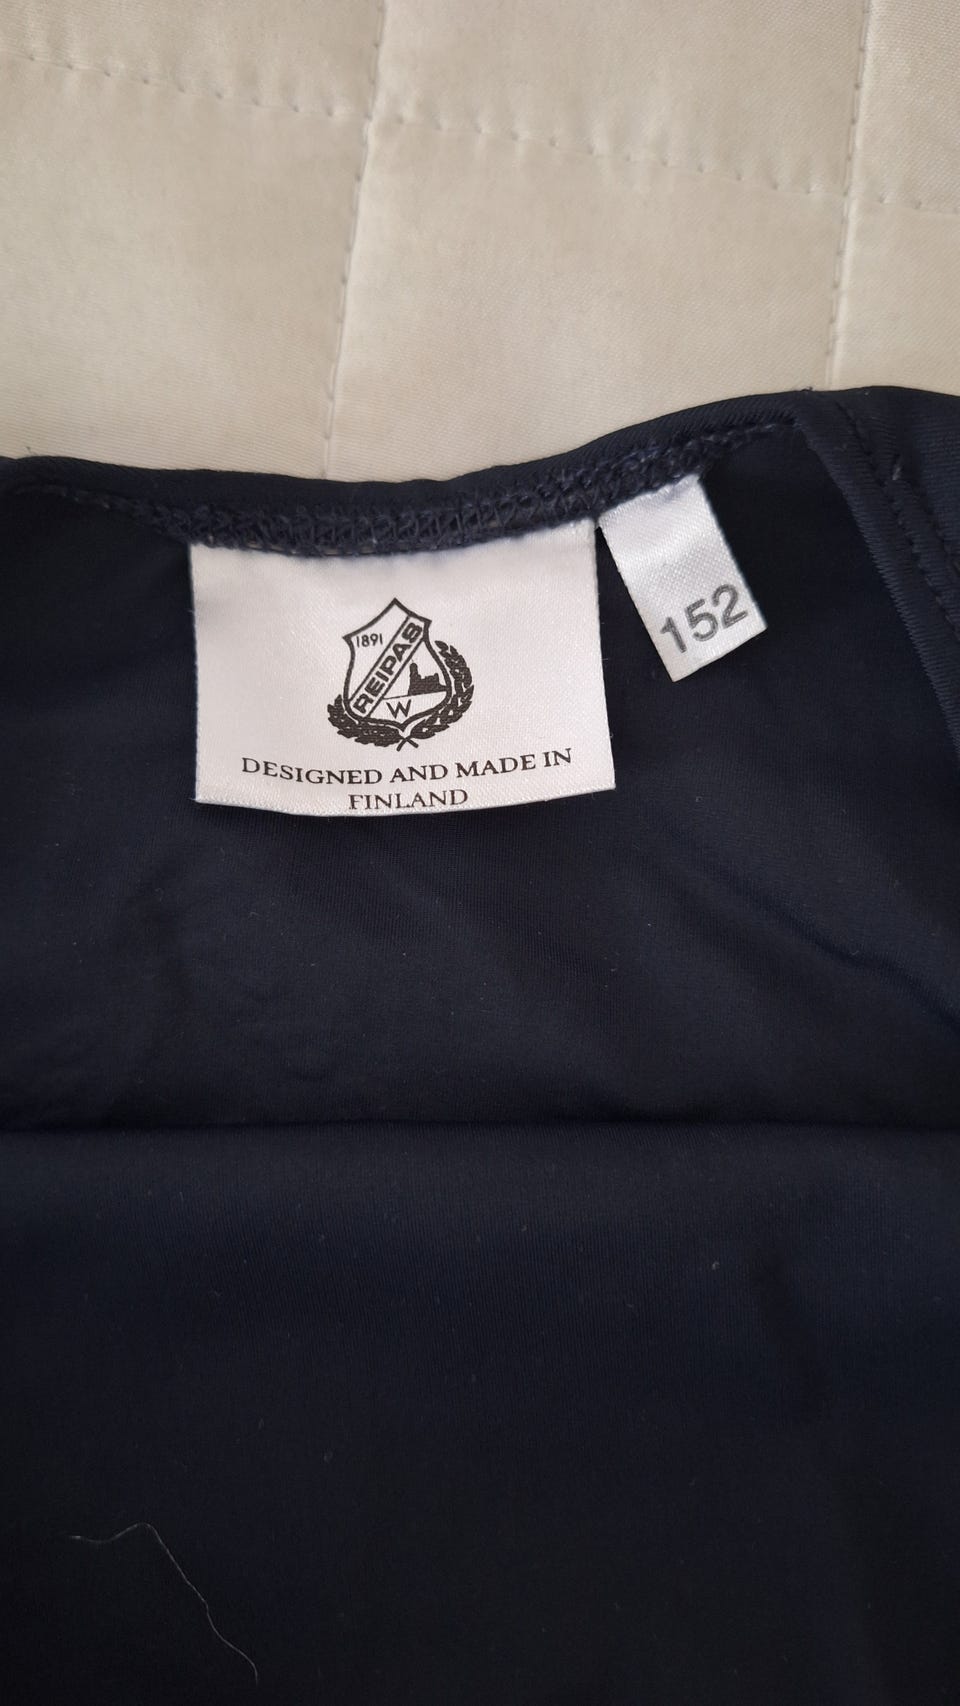 1891
REIPAS
W
DESIGNED AND MADE IN
FINLAND
152